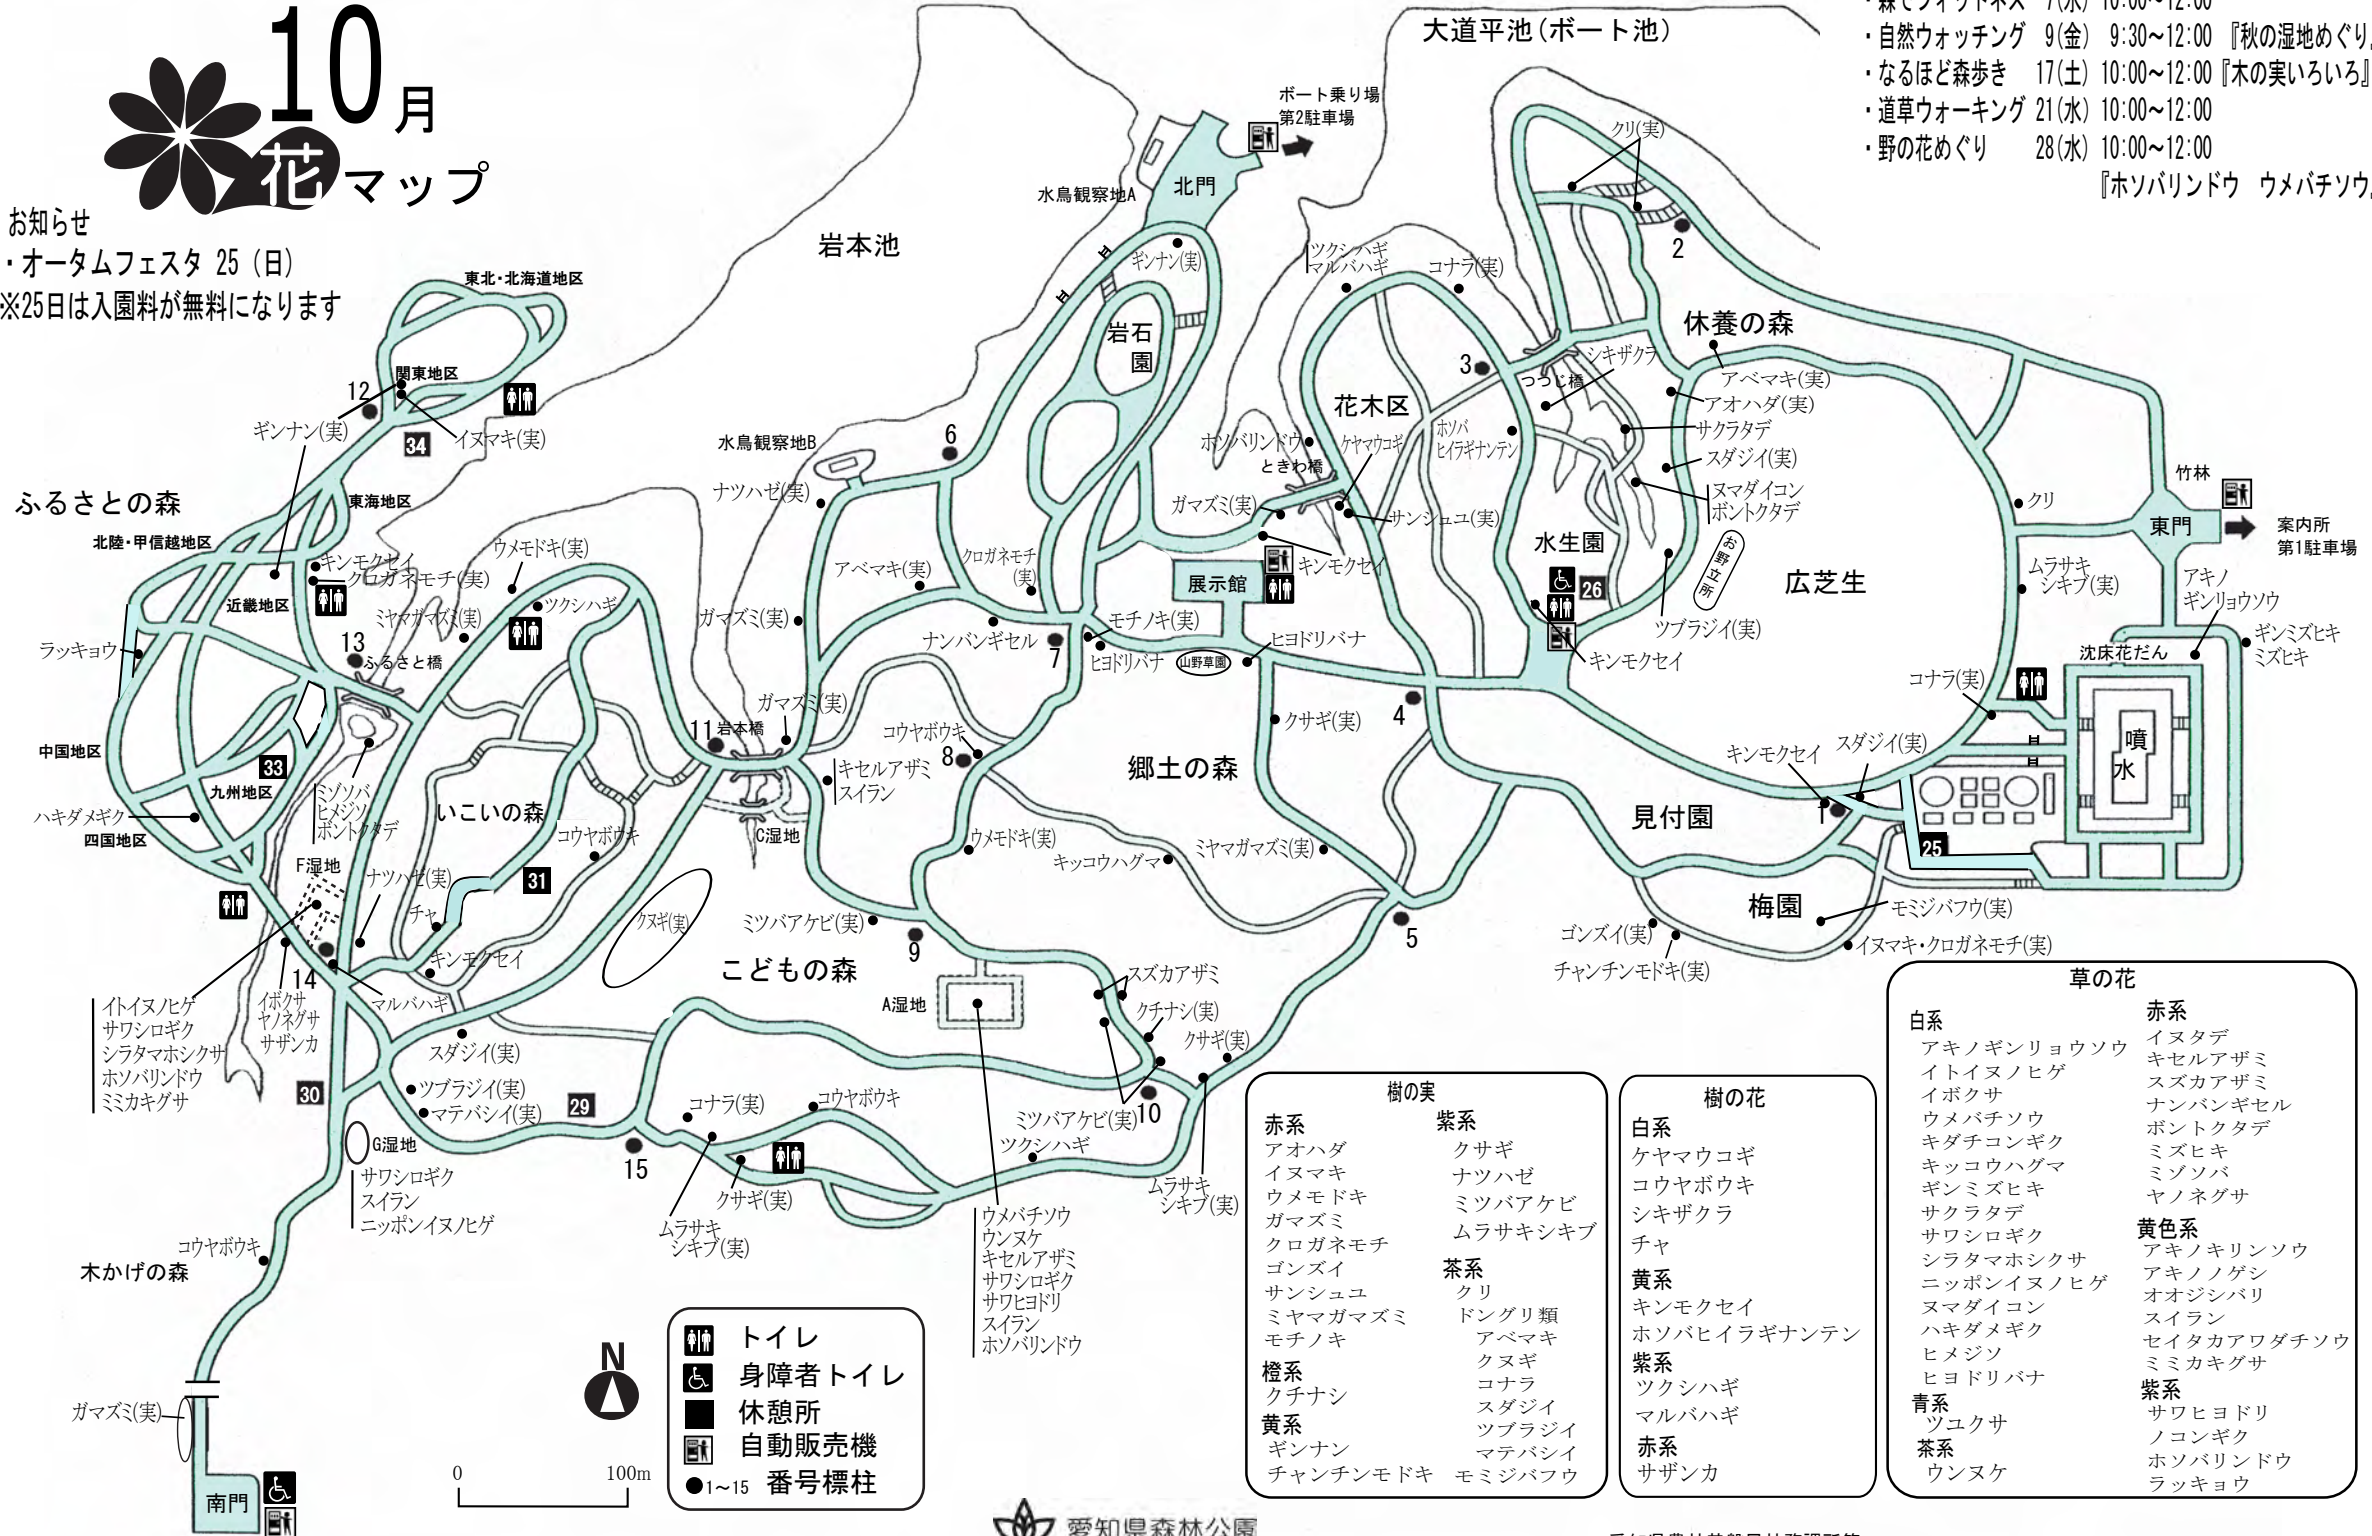 10月
花マップ
お知らせ
・オータムフェスタ 25 (日)
※25日は入園料が無料になります
・自然ウォッチング 9(金) 9:30～12:00 『秋の湿地めぐり』
・なるほど森歩き 17(土) 10:00～12:00『木の実いろいろ』
・道草ウォーキング 21(水) 10:00～12:00
・野の花めぐり 28(水) 10:00～12:00
『ホソバリンドウ ウメバチソウ』
大道平池(ボート池)
ボート乗り場
第2駐車場
北門
水鳥観察地A
岩本池
ギンナン(実)
岩石園
クリ(実)
2
ツクシハギ
マルバハギ
コナラ(実)
休養の森
3
シキザクラ
つつじ橋
アベマキ(実)
アオハダ(実)
サクラタデ
スダジイ(実)
ヌマダイコン
ボントクタデ
花木区
ホソバリンドウ
ときわ橋
ケヤマウコギ
ホソバ
ヒイラギナンテン
ガマズミ(実)
サンシュユ(実)
キンモクセイ
水生園
お野立所
26
ツブラジイ(実)
キンモクセイ
広芝生
クリ
竹林
東門
案内所
第1駐車場
ムラサキ
シキブ(実)
アキノ
ギンリョウソウ
ギンミズヒキ
ミズヒキ
沈床花だん
コナラ(実)
噴水
キンモクセイ
スダジイ(実)
1
25
見付園
梅園
モミジバフウ(実)
イヌマキ・クロガネモチ(実)
ゴンズイ(実)
チャンチンモドキ(実)
東北・北海道地区
関東地区
12
ギンナン(実)
34
イヌマキ(実)
ふるさとの森
東海地区
北陸・甲信越地区
キンモクセイ
クロガネモチ(実)
近畿地区
ラッキョウ
13
ふるさと橋
ミヤマガマズミ(実)
ウメモドキ(実)
ツクシハギ
中国地区
33
九州地区
ハキダメギク
四国地区
ミゾソバ
ヒメジソ
ボントクタデ
F湿地
いこいの森
コウヤボウキ
31
ナツハゼ(実)
チャ
キンモクセイ
14
マルバハギ
イボクサ
ヤノネグサ
サザンカ
イトイヌノヒゲ
サワシロギク
シラタマホシクサ
ホソバリンドウ
ミミカキグサ
水鳥観察地B
6
ナツハゼ(実)
アベマキ(実)
クロガネモチ
(実)
ガマズミ(実)
ナンバンギセル
7
モチノキ(実)
ヒヨドリバナ
山野草園
展示館
ヒヨドリバナ
クサギ(実)
4
ガマズミ(実)
11
岩本橋
コウヤボウキ
8
キセルアザミ
スイラン
C湿地
郷土の森
ウメモドキ(実)
キッコウハグマ
ミヤマガマズミ(実)
5
クヌギ(実)
ミツバアケビ(実)
9
こどもの森
A湿地
スズカアザミ
クチナシ(実)
クサギ(実)
10
ミツバアケビ(実)
ツクシハギ
ムラサキ
シキブ(実)
スダジイ(実)
ツブラジイ(実)
マテバシイ(実)
29
30
15
コナラ(実)
コウヤボウキ
クサギ(実)
ムラサキ
シキブ(実)
G湿地
サワシロギク
スイラン
ニッポンイヌノヒゲ
ウメバチソウ
ウンヌケ
キセルアザミ
サワシロギク
サワヒヨドリ
スイラン
ホソバリンドウ
コウヤボウキ
木かげの森
ガマズミ(実)
南門
0 100m
N
トイレ
身障者トイレ
休憩所
自動販売機
●1～15 番号標柱
愛知県森林公園
樹の実
赤系
アオハダ
イヌマキ
ウメモドキ
ガマズミ
クロガネモチ
ゴンズイ
サンシュユ
ミヤマガマズミ
モチノキ
橙系
クチナシ
黄系
ギンナン
チャンチンモドキ
紫系
クサギ
ナツハゼ
ミツバアケビ
ムラサキシキブ
茶系
クリ
ドングリ類
アベマキ
クヌギ
コナラ
スダジイ
ツブラジイ
マテバシイ
モミジバフウ
樹の花
白系
ケヤマウコギ
コウヤボウキ
シキザクラ
チャ
黄系
キンモクセイ
ホソバヒイラギナンテン
紫系
ツクシハギ
マルバハギ
赤系
サザンカ
草の花
白系
アキノギンリョウソウ
イトイヌノヒゲ
イボクサ
ウメバチソウ
キダチコンギク
キッコウハグマ
ギンミズヒキ
サクラタデ
サワシロギク
シラタマホシクサ
ニッポンイヌノヒゲ
ヌマダイコン
ハキダメギク
ヒメジソ
ヒヨドリバナ
青系
ツユクサ
茶系
ウンヌケ
赤系
イヌタデ
キセルアザミ
スズカアザミ
ナンバンギセル
ボントクタデ
ミズヒキ
ミゾソバ
ヤノネグサ
黄色系
アキノキリンソウ
アキノノゲシ
オオジシバリ
スイラン
セイタカアワダチソウ
ミミカキグサ
紫系
サワヒヨドリ
ノコンギク
ホソバリンドウ
ラッキョウ